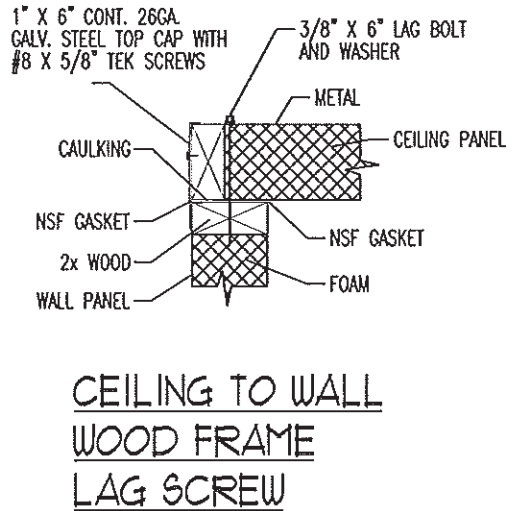 1" X 6" CONT. 26GA.
GALV. STEEL TOP CAP WITH
#8 X 5/8" TEK SCREWS
3/8" X 6" LAG BOLT
AND WASHER
METAL
CAULKING
CEILING PANEL
NSF GASKET
NSF GASKET
2x WOOD
FOAM
WALL PANEL
CEILING TO WALL
WOOD FRAME
LAG SCREW